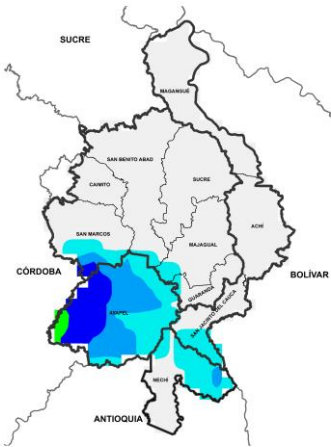 SUCRE
MAGANGUÉ
SAN BENITO ABAD
CAIMITO
SUCRE
SAN MARCOS
ACHÍ
MAJAGUAL
CÓRDOBA
BOLÍVAR
GUARANDA
SAN JACINTO DEL CAUCA
AYAPEL
NECHÍ
ANTIOQUIA